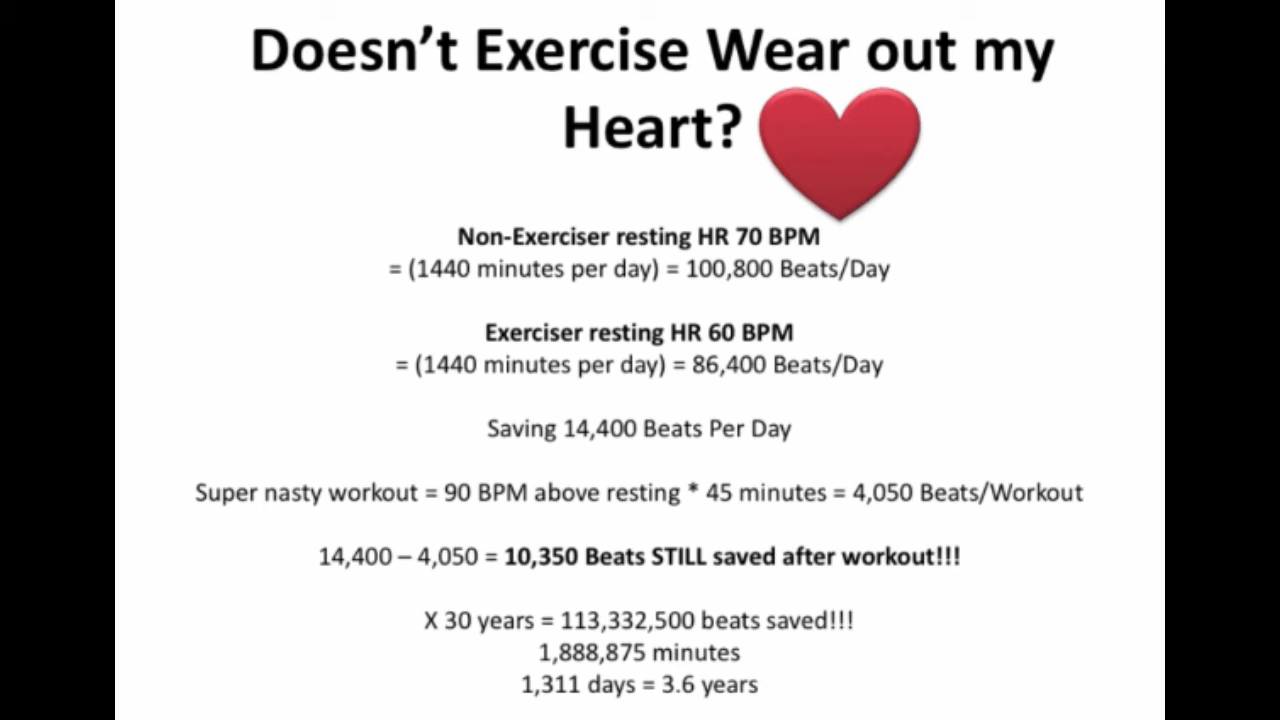 Doesn’t Exercise Wear out my
Heart?
Non-Exerciser resting HR 70 BPM
= (1440 minutes per day) = 100,800 Beats/Day
Exerciser resting HR 60 BPM
= (1440 minutes per day) = 86,400 Beats/Day
Saving 14,400 Beats Per Day
Super nasty workout = 90 BPM above resting * 45 minutes = 4,050 Beats/Workout
14,400 – 4,050 = 10,350 Beats STILL saved after workout!!!
X 30 years = 113,332,500 beats saved!!!
1,888,875 minutes
1,311 days = 3.6 years